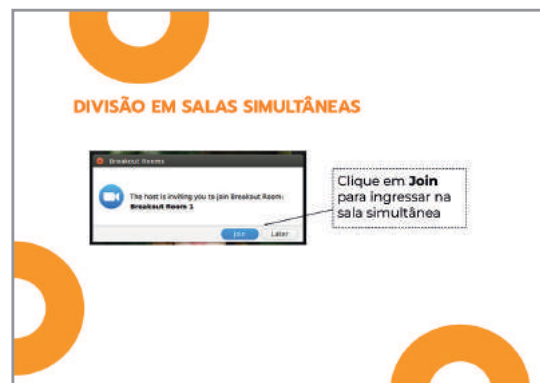 DIVISÃO EM SALAS SIMULTÂNEAS
Breakout Rooms
The host is inviting you to join Breakout Room:
Breakout Room 1
Join Later
Clique em Join
para ingressar na
sala simultânea